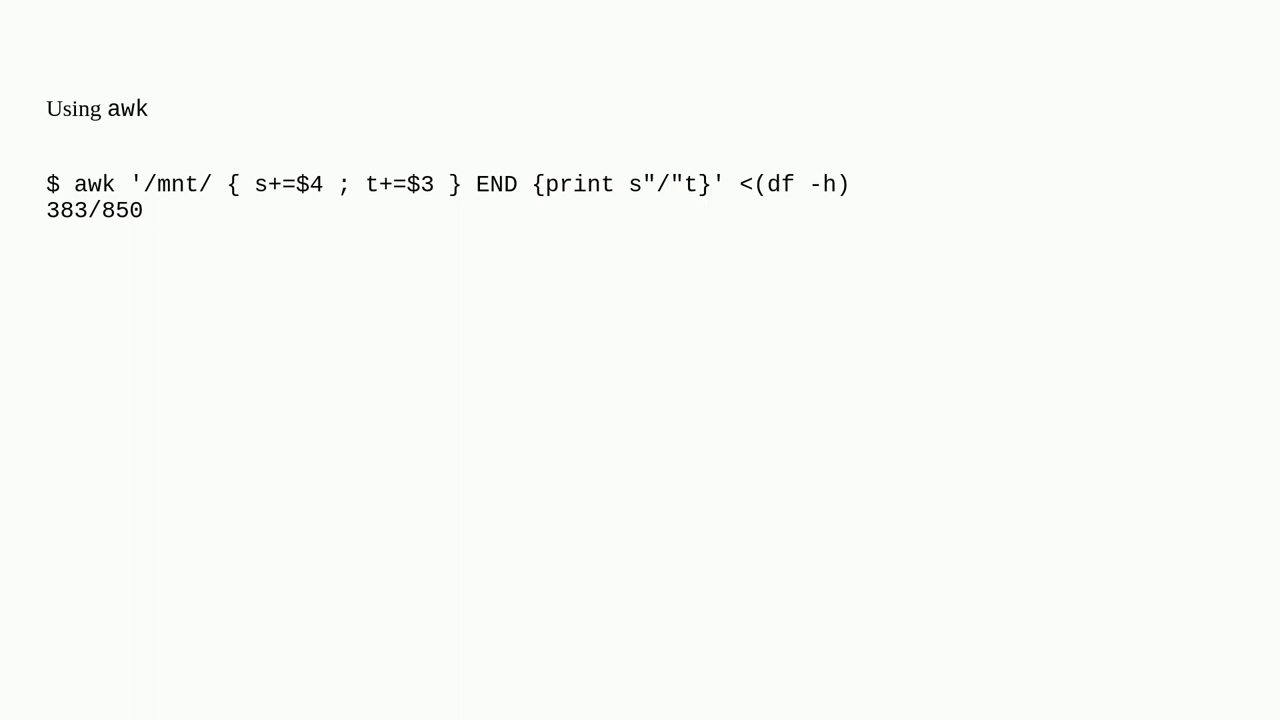 Using awk
$ awk '/mnt/ { s+=$4 ; t+=$3 } END {print s"/"t}' <(df -h)
383/850